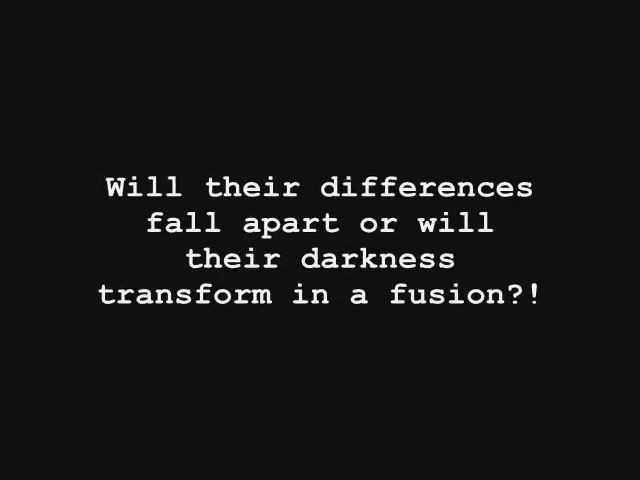 Will their differences
fall apart or will
their darkness
transform in a fusion?!